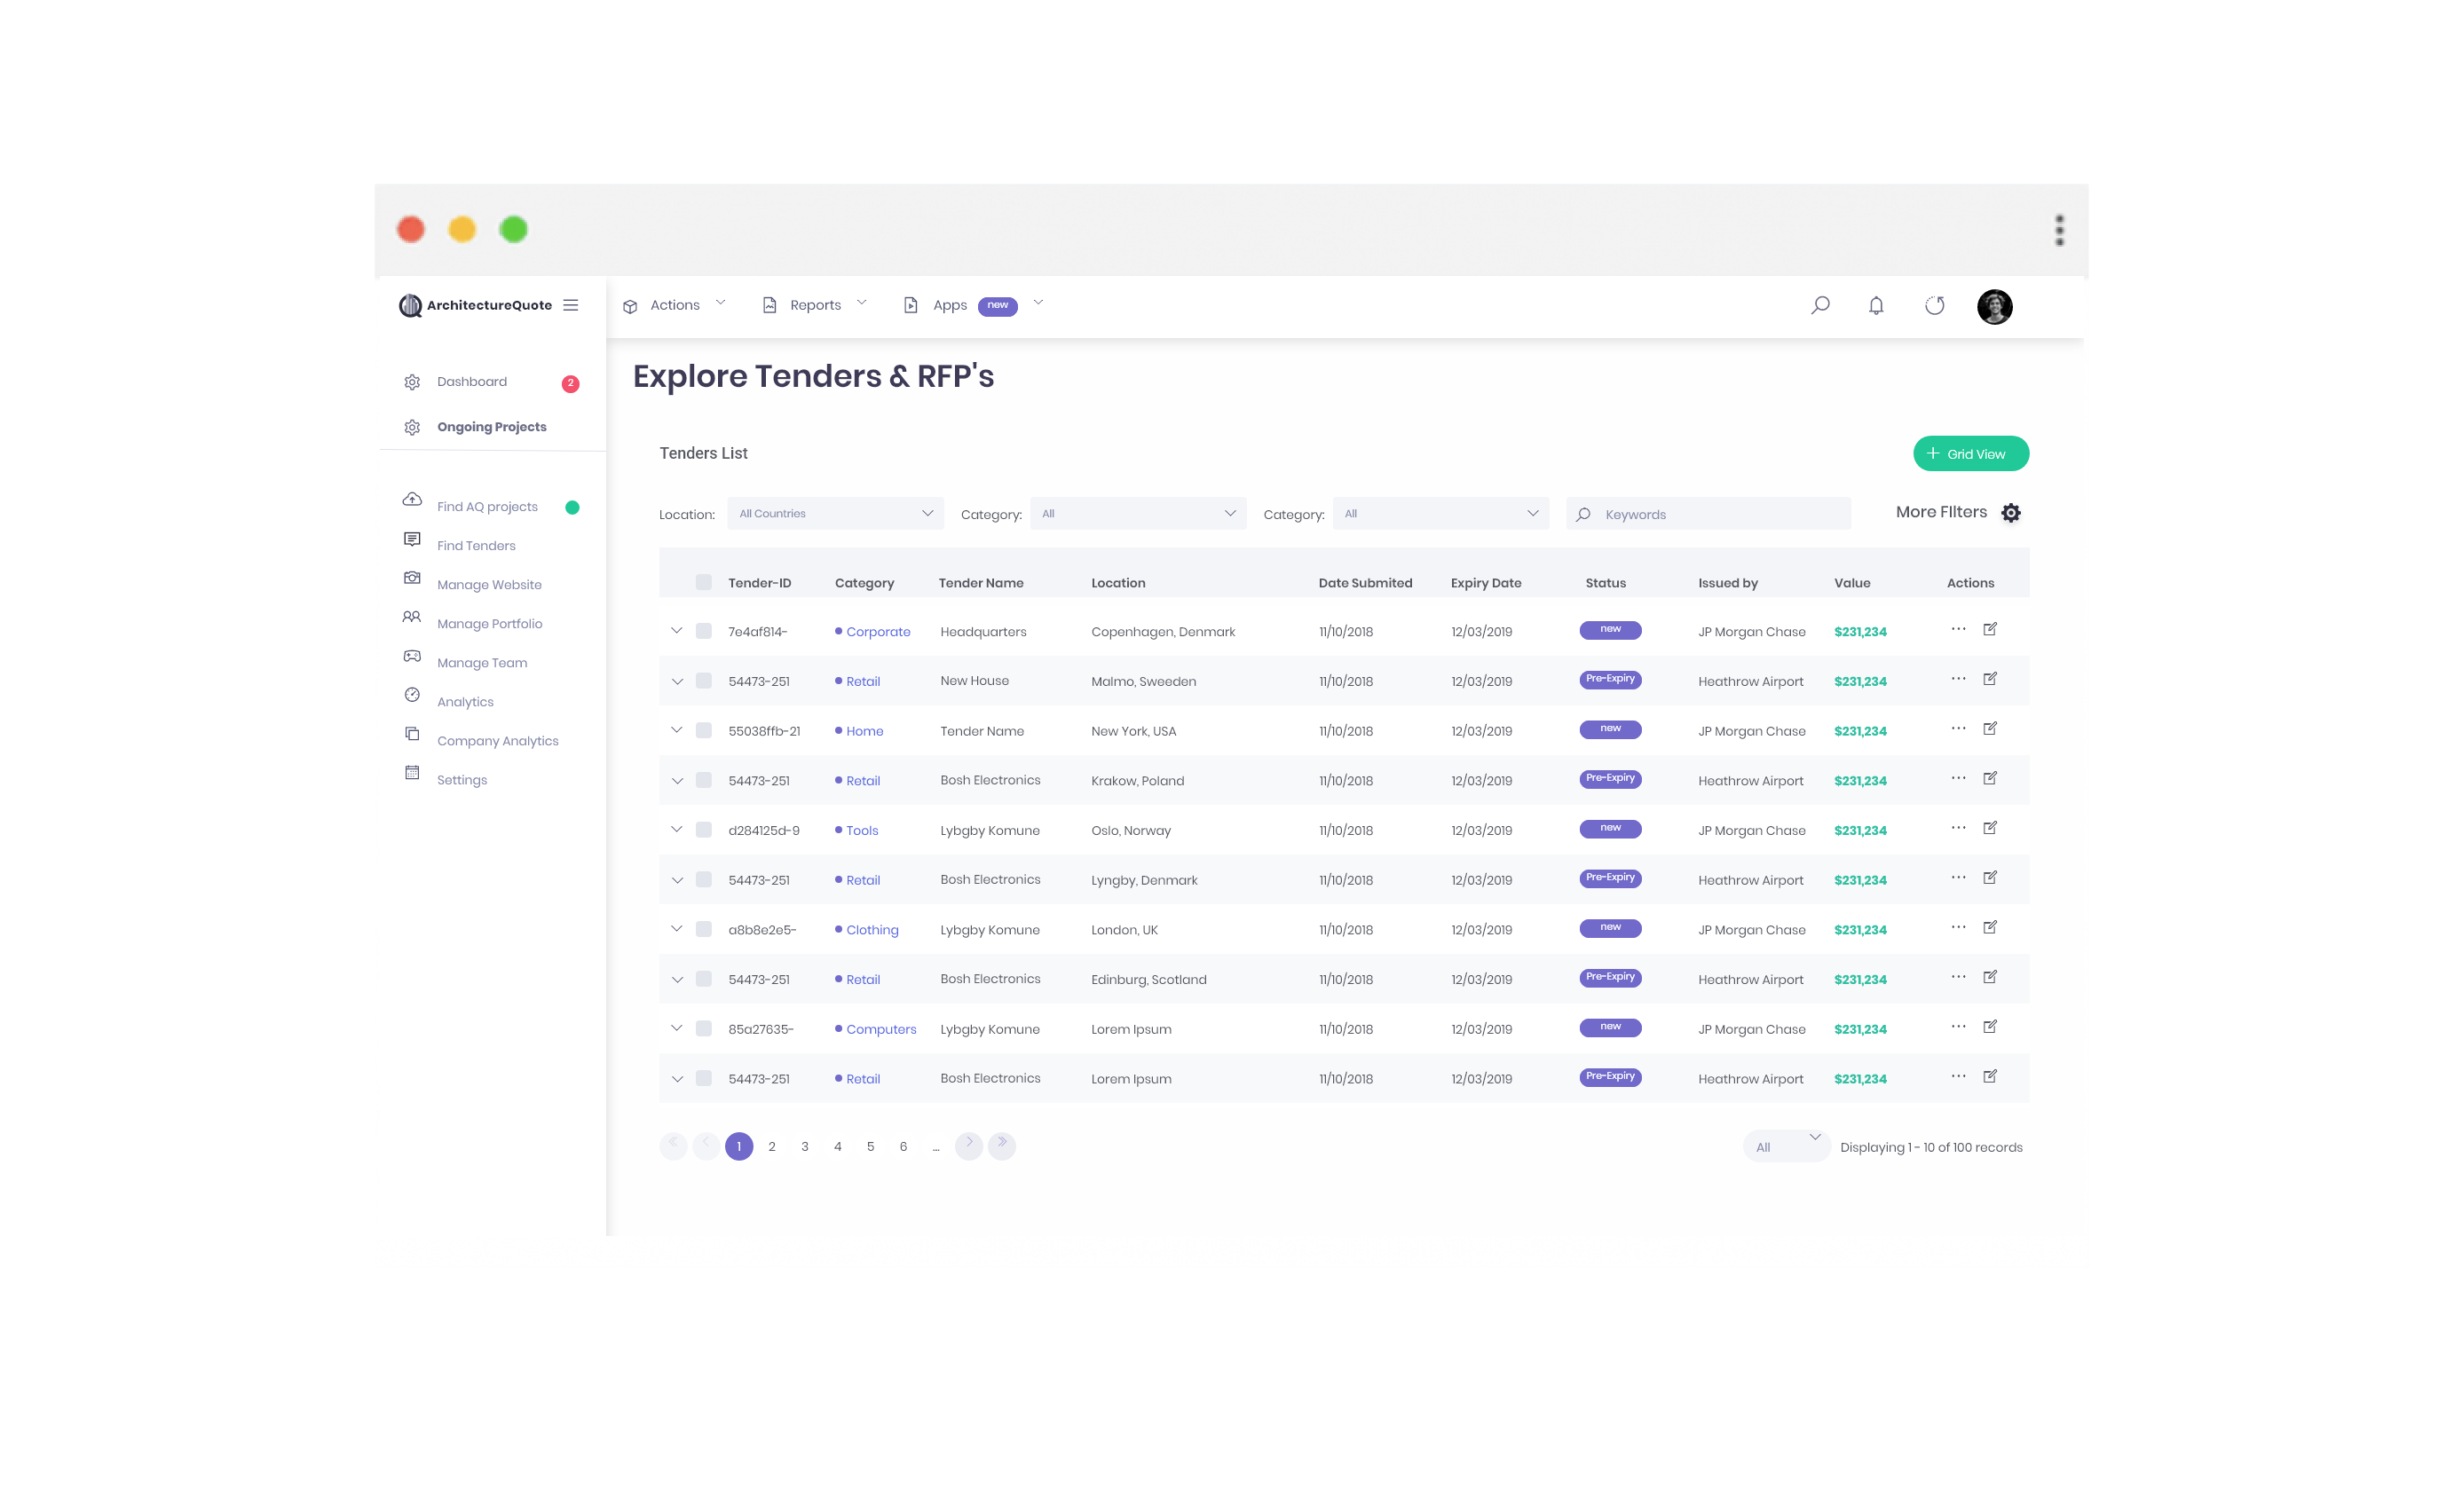 ArchitectureQuote
Actions Reports Apps new
Dashboard 2
Ongoing Projects
Find AQ projects
Find Tenders
Manage Website
Manage Portfolio
Manage Team
Analytics
Company Analytics
Settings
Explore Tenders & RFP's
Tenders List
+ Grid View
Location: All Countries Category: All Category: All Keywords More FIlters
Tender-ID Category Tender Name Location Date Submited Expiry Date Status Issued by Value Actions
7e4af814- Corporate Headquarters Copenhagen, Denmark 11/10/2018 12/03/2019 new JP Morgan Chase $231,234 ...
54473-251 Retail New House Malmo, Sweeden 11/10/2018 12/03/2019 Pre-Expiry Heathrow Airport $231,234 ...
55038ffb-21 Home Tender Name New York, USA 11/10/2018 12/03/2019 new JP Morgan Chase $231,234 ...
54473-251 Retail Bosh Electronics Krakow, Poland 11/10/2018 12/03/2019 Pre-Expiry Heathrow Airport $231,234 ...
d284125d-9 Tools Lybgby Komune Oslo, Norway 11/10/2018 12/03/2019 new JP Morgan Chase $231,234 ...
54473-251 Retail Bosh Electronics Lyngby, Denmark 11/10/2018 12/03/2019 Pre-Expiry Heathrow Airport $231,234 ...
a8b8e2e5- Clothing Lybgby Komune London, UK 11/10/2018 12/03/2019 new JP Morgan Chase $231,234 ...
54473-251 Retail Bosh Electronics Edinburg, Scotland 11/10/2018 12/03/2019 Pre-Expiry Heathrow Airport $231,234 ...
85a27635- Computers Lybgby Komune Lorem Ipsum 11/10/2018 12/03/2019 new JP Morgan Chase $231,234 ...
54473-251 Retail Bosh Electronics Lorem Ipsum 11/10/2018 12/03/2019 Pre-Expiry Heathrow Airport $231,234 ...
1 2 3 4 5 6 ... All Displaying 1 - 10 of 100 records